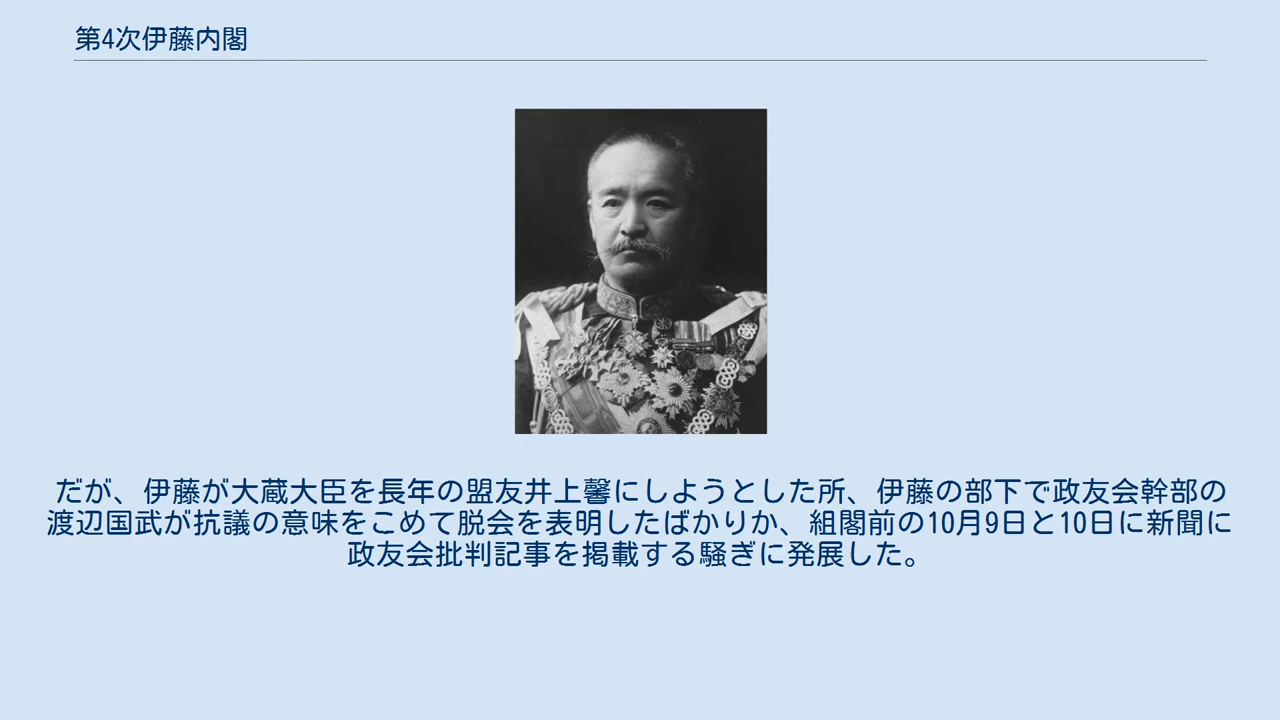 第4次伊藤内閣
だが、伊藤が大蔵大臣を長年の盟友井上馨にしようとした所、伊藤の部下で政友会幹部の
渡辺国武が抗議の意味をこめて脱会を表明したばかりか、組閣前の10月9日と10日に新聞に
政友会批判記事を掲載する騒ぎに発展した。